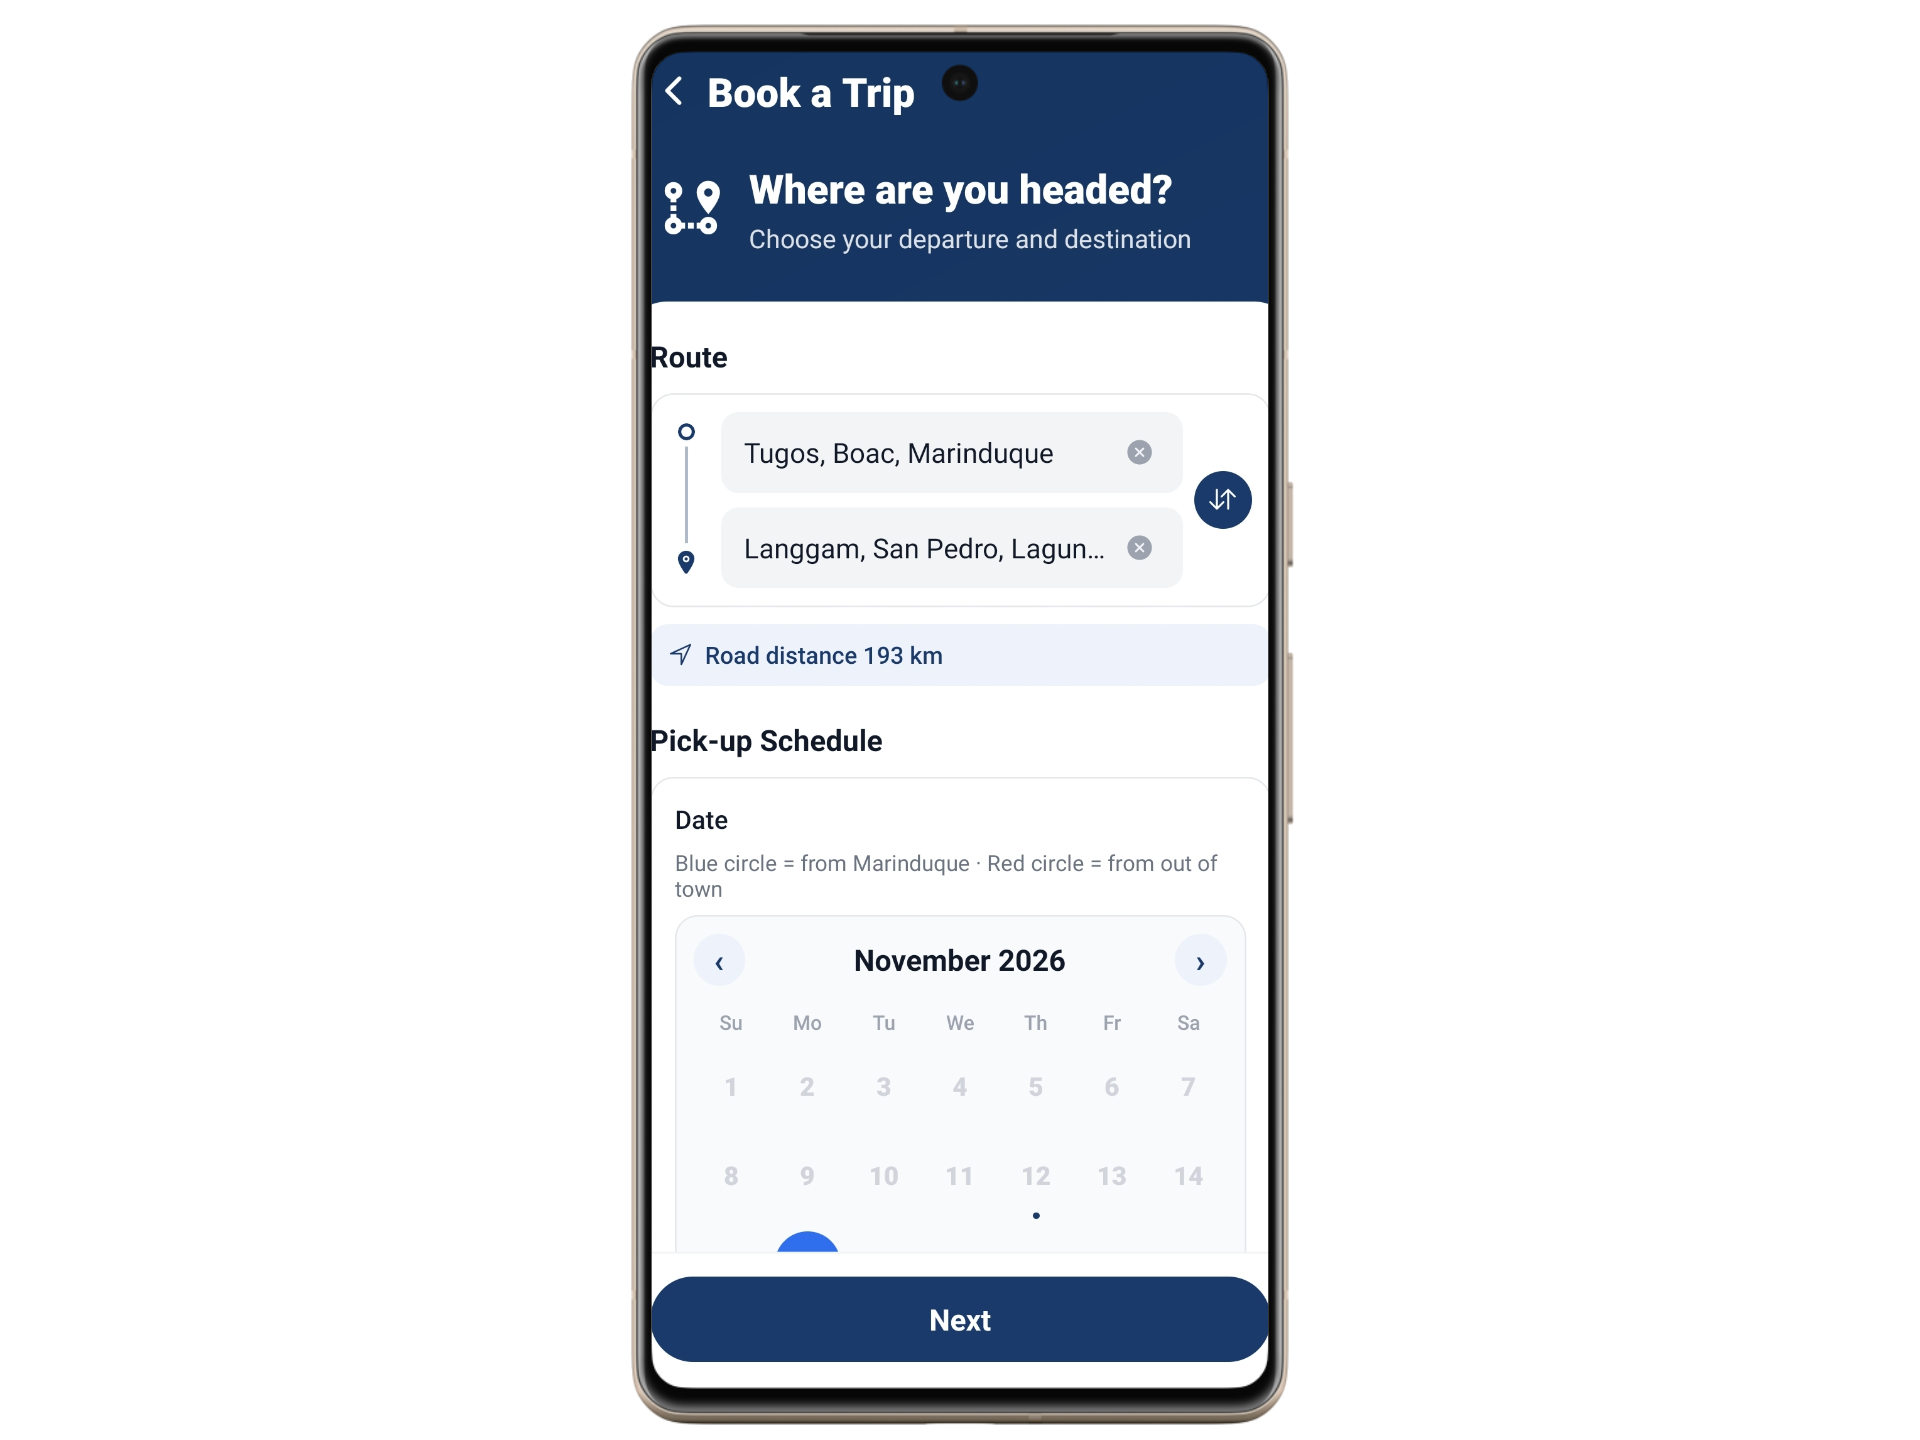 Book a Trip
Where are you headed?
Choose your departure and destination
Route
Tugos, Boac, Marinduque
Langgam, San Pedro, Lagun...
Road distance 193 km
Pick-up Schedule
Date
Blue circle = from Marinduque · Red circle = from out of
town
‹ November 2026 ›
Su Mo Tu We Th Fr Sa
1 2 3 4 5 6 7
8 9 10 11 12 13 14
Next